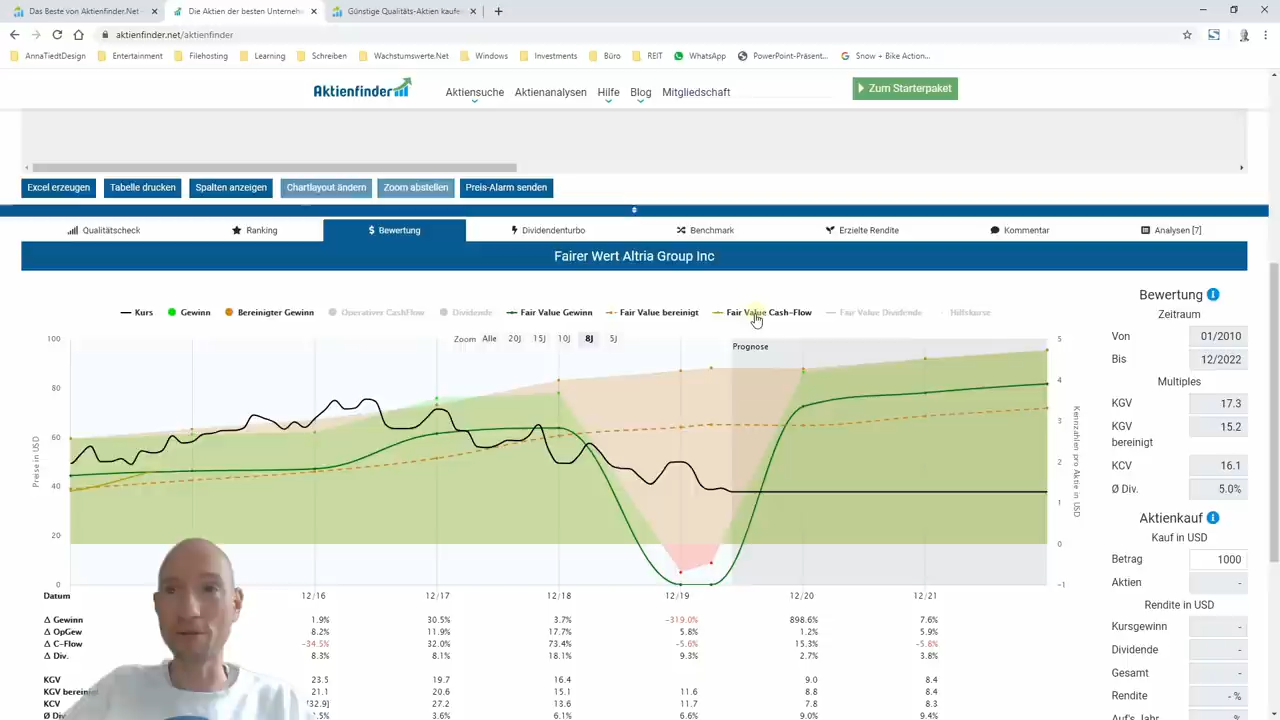 Das Beste von Aktienfinder.Net -
Die Aktien der besten Unternehm
Günstige Qualitäts-Aktien kaufen
aktienfinder.net/aktienfinder
AnnaTiedtDesign Entertainment Filehosting Learning Schreiben Wachstumswerte.Net Windows Investments Büro REIT WhatsApp PowerPoint-Präsent... Snow + Bike Action...
Aktienfinder
Aktiensuche Aktienanalysen Hilfe Blog Mitgliedschaft
Zum Starterpaket
Excel erzeugen Tabelle drucken Spalten anzeigen Chartlayout ändern Zoom abstellen Preis-Alarm senden
Qualitätscheck Ranking $ Bewertung Dividendenturbo Benchmark Erzielte Rendite Kommentar Analysen [7]
Fairer Wert Altria Group Inc
Kurs Gewinn Bereinigter Gewinn Operativer CashFlow Dividende Fair Value Gewinn Fair Value bereinigt Fair Value Cash-Flow Fair Value Dividende Hilfskurse
Zoom Alle 20J 15J 10J 8J 5J
Prognose
100
80
60
40
20
0
Preise in USD
5
4
3
2
1
0
-1
Kennzahlen pro Aktie in USD
Datum 12/16 12/17 12/18 12/19 12/20 12/21
Δ Gewinn 1.9% 30.5% 3.7% -319.0% 898.6% 7.6%
Δ OpGew 8.2% 11.9% 17.7% 5.8% 1.2% 5.9%
Δ C-Flow -34.5% 32.0% 73.4% -5.6% 15.3% -5.8%
Δ Div. 8.3% 8.1% 18.1% 9.3% 2.7% 3.8%
KGV 23.5 19.7 16.4 9.0 8.4
KGV berein 21.1 20.6 15.1 11.6 8.8 8.4
KCV [32.9] 27.2 13.6 11.7 7.8 8.3
Ø Div .5% 3.6% 6.1% 6.6% 9.0% 9.4%
Bewertung
Zeitraum
Von 01/2010
Bis 12/2022
Multiples
KGV 17.3
KGV bereinigt 15.2
KCV 16.1
Ø Div. 5.0%
Aktienkauf
Kauf in USD
Betrag 1000
Aktien -
Rendite in USD
Kursgewinn -
Dividende -
Gesamt -
Rendite - %
Auf's Jahr %